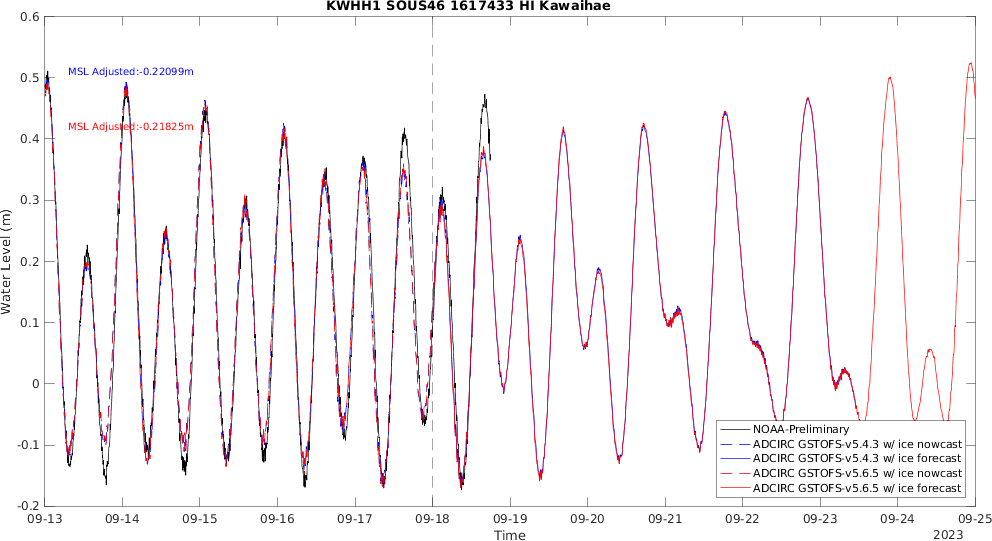 KWHH1 SOUS46 1617433 HI Kawaihae
0.6
0.5
0.4
0.3
0.2
0.1
0
-0.1
-0.2
Water Level (m)
MSL Adjusted:-0.22099m
MSL Adjusted:-0.21825m
NOAA-Preliminary
ADCIRC GSTOFS-v5.4.3 w/ ice nowcast
ADCIRC GSTOFS-v5.4.3 w/ ice forecast
ADCIRC GSTOFS-v5.6.5 w/ ice nowcast
ADCIRC GSTOFS-v5.6.5 w/ ice forecast
09-13 09-14 09-15 09-16 09-17 09-18 09-19 09-20 09-21 09-22 09-23 09-24 09-25
Time
2023